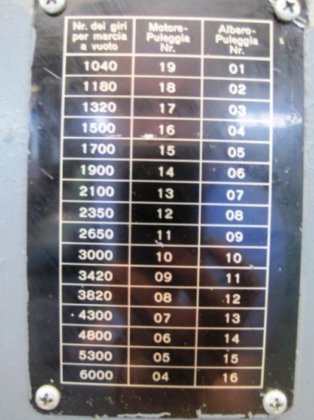 Nr. dei giri per marcia a vuoto | Motore-Puleggia Nr. | Albero-Puleggia Nr.
1040 19 01
1180 18 02
1320 17 03
1500 16 04
1700 15 05
1900 14 06
2100 13 07
2350 12 08
2650 11 09
3000 10 10
3420 09 11
3820 08 12
4300 07 13
4800 06 14
5300 05 15
6000 04 16